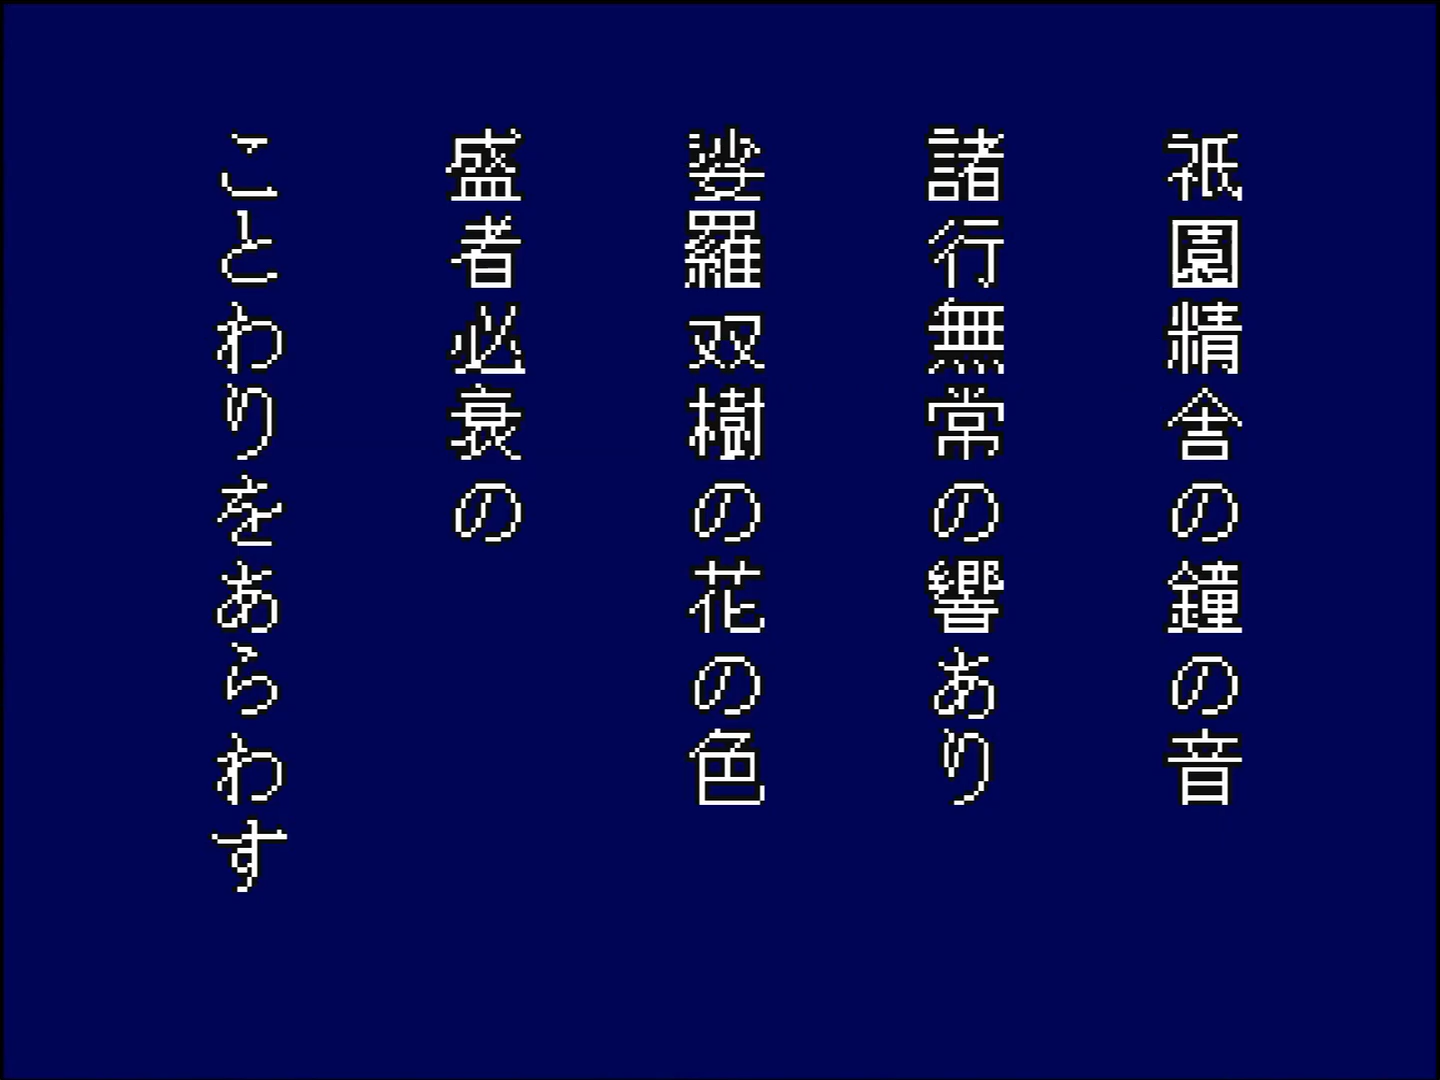 祇園精舎の鐘の音
諸行無常の響あり
娑羅双樹の花の色
盛者必衰の
ことわりをあらわす